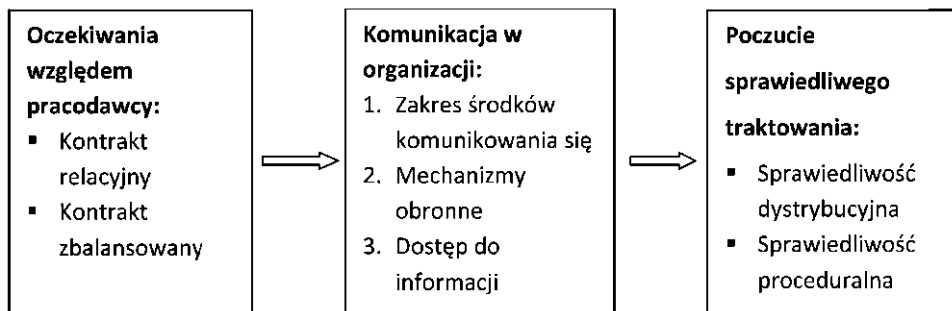 Oczekiwania
względem
pracodawcy:
▪ Kontrakt
relacyjny
▪ Kontrakt
zbalansowany
Komunikacja w
organizacji:
1. Zakres środków
komunikowania się
2. Mechanizmy
obronne
3. Dostęp do
informacji
Poczucie
sprawiedliwego
traktowania:
▪ Sprawiedliwość
dystrybucyjna
▪ Sprawiedliwość
proceduralna